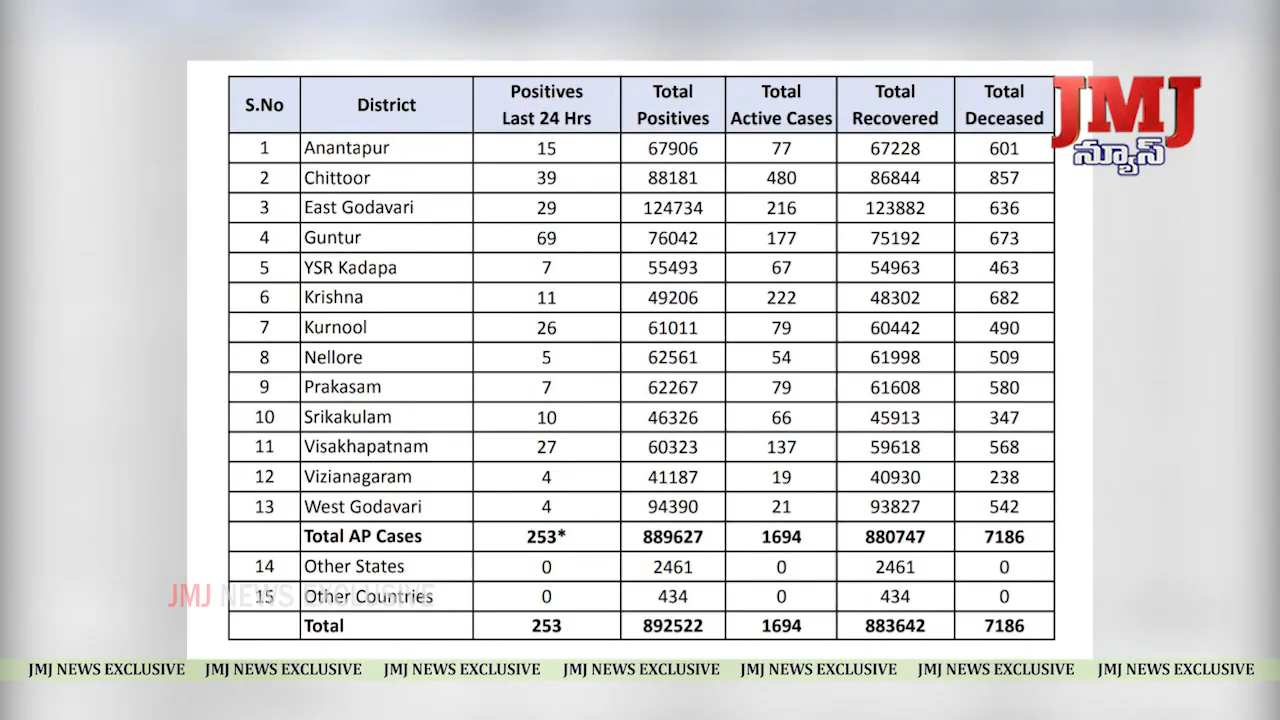 S.No District Positives Last 24 Hrs Total Positives Total Active Cases Total Recovered Total Deceased
1 Anantapur 15 67906 77 67228 601
2 Chittoor 39 88181 480 86844 857
3 East Godavari 29 124734 216 123882 636
4 Guntur 69 76042 177 75192 673
5 YSR Kadapa 7 55493 67 54963 463
6 Krishna 11 49206 222 48302 682
7 Kurnool 26 61011 79 60442 490
8 Nellore 5 62561 54 61998 509
9 Prakasam 7 62267 79 61608 580
10 Srikakulam 10 46326 66 45913 347
11 Visakhapatnam 27 60323 137 59618 568
12 Vizianagaram 4 41187 19 40930 238
13 West Godavari 4 94390 21 93827 542
Total AP Cases 253* 889627 1694 880747 7186
14 Other States 0 2461 0 2461 0
15 Other Countries 0 434 0 434 0
Total 253 892522 1694 883642 7186
JMJ
న్యూస్
JMJ NEWS EXCLUSIVE
JMJ NEWS EXCLUSIVE JMJ NEWS EXCLUSIVE JMJ NEWS EXCLUSIVE JMJ NEWS EXCLUSIVE JMJ NEWS EXCLUSIVE JMJ NEWS EXCLUSIVE JMJ NEWS EXCLUSIVE